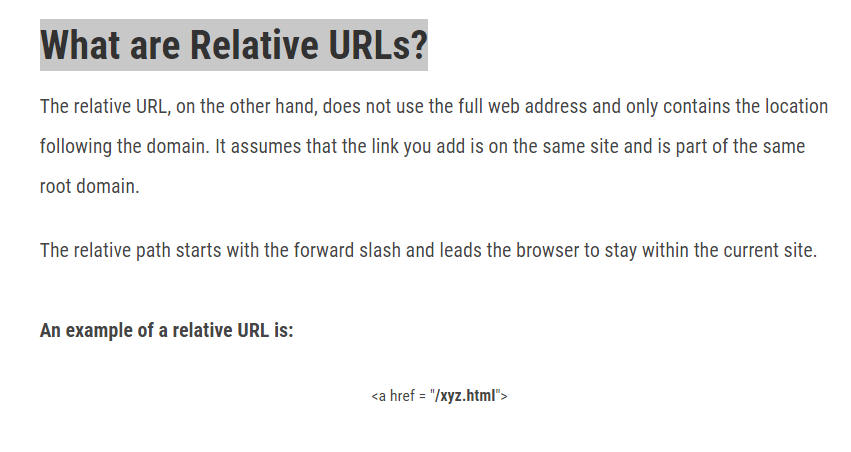 What are Relative URLs?
The relative URL, on the other hand, does not use the full web address and only contains the location
following the domain. It assumes that the link you add is on the same site and is part of the same
root domain.
The relative path starts with the forward slash and leads the browser to stay within the current site.
An example of a relative URL is:
<a href = "/xyz.html">